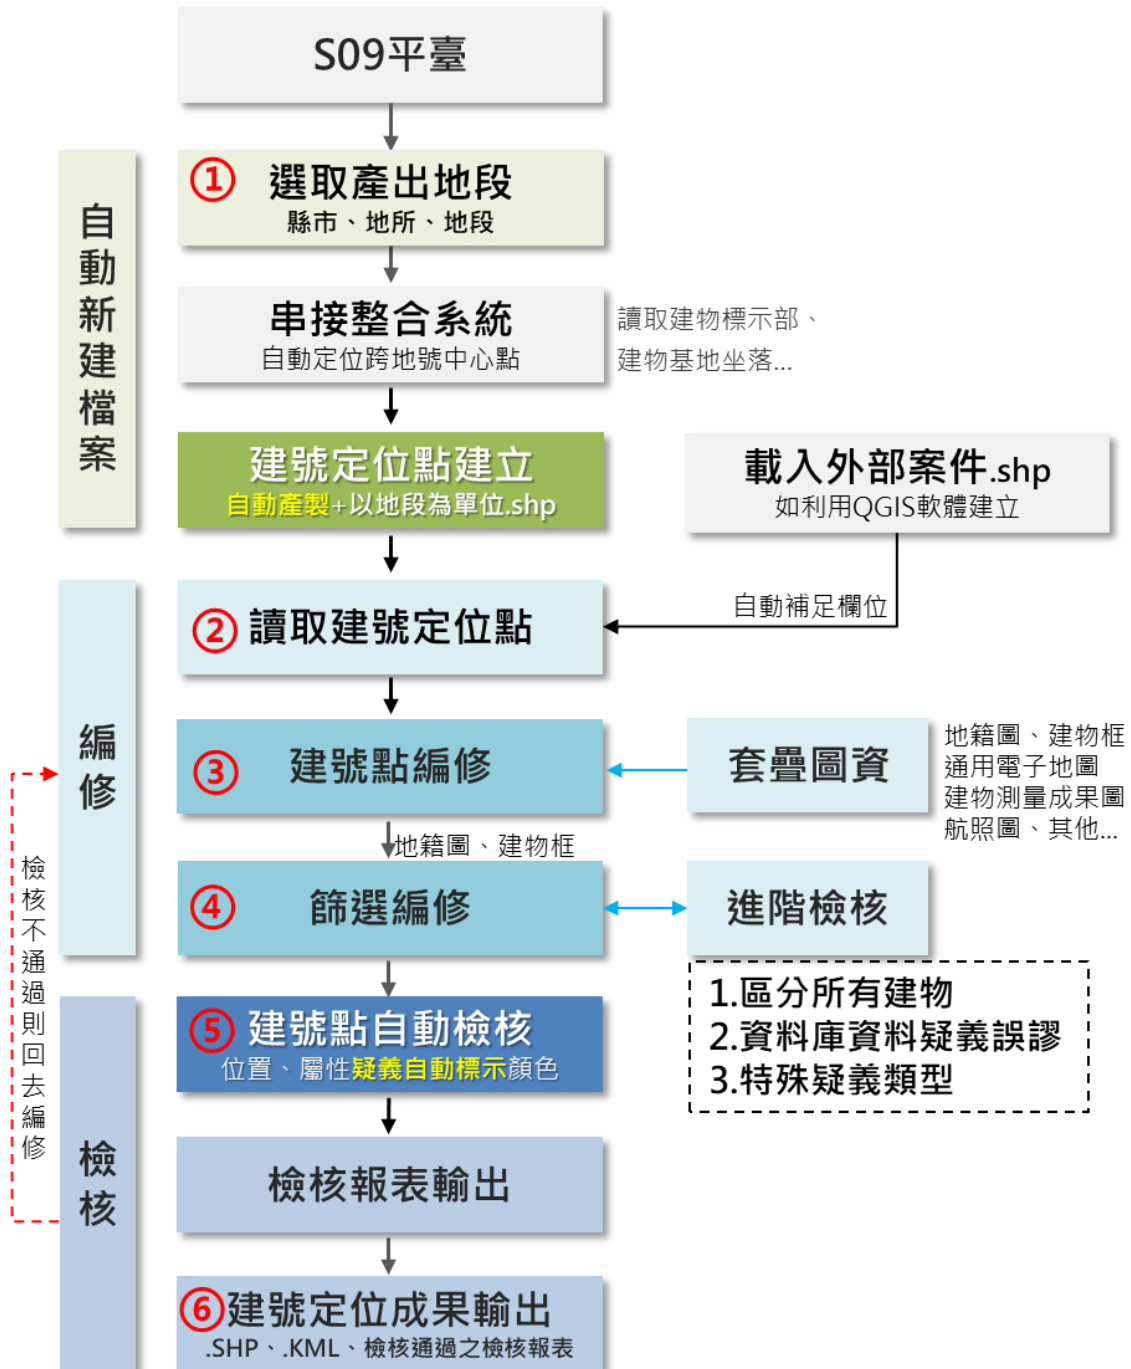 S09平臺
自動新建檔案
① 選取產出地段
縣市、地所、地段
串接整合系統
自動定位跨地號中心點
讀取建物標示部、
建物基地坐落...
建號定位點建立
自動產製+以地段為單位.shp
載入外部案件.shp
如利用QGIS軟體建立
自動補足欄位
編修
② 讀取建號定位點
③ 建號點編修
套疊圖資
地籍圖、建物框
通用電子地圖
建物測量成果圖
航照圖、其他...
地籍圖、建物框
④ 篩選編修
進階檢核
1.區分所有建物
2.資料庫資料疑義誤謬
3.特殊疑義類型
檢核不通過則回去編修
檢核
⑤ 建號點自動檢核
位置、屬性疑義自動標示顏色
檢核報表輸出
⑥ 建號定位成果輸出
.SHP、.KML、檢核通過之檢核報表